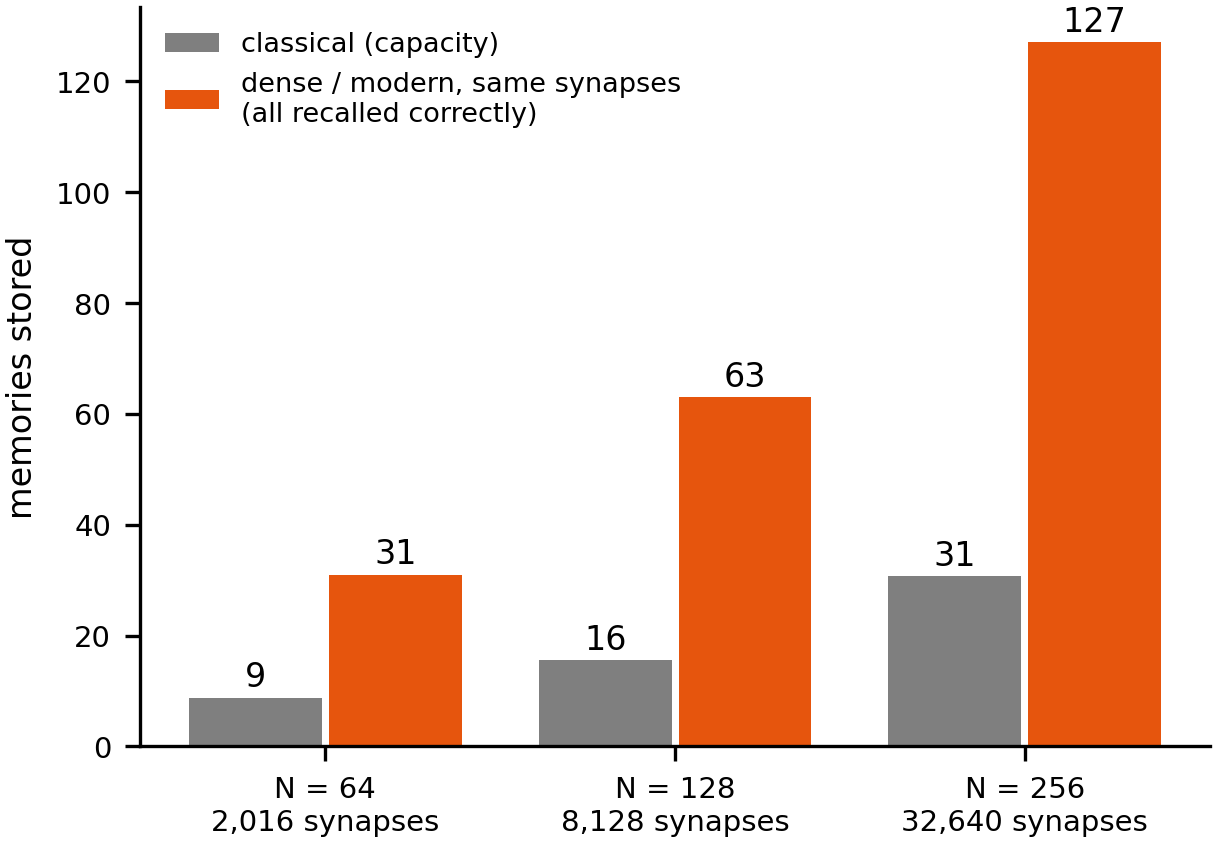 classical (capacity)
dense / modern, same synapses
(all recalled correctly)
memories stored
120
100
80
60
40
20
0
9
31
16
63
31
127
N = 64
2,016 synapses
N = 128
8,128 synapses
N = 256
32,640 synapses